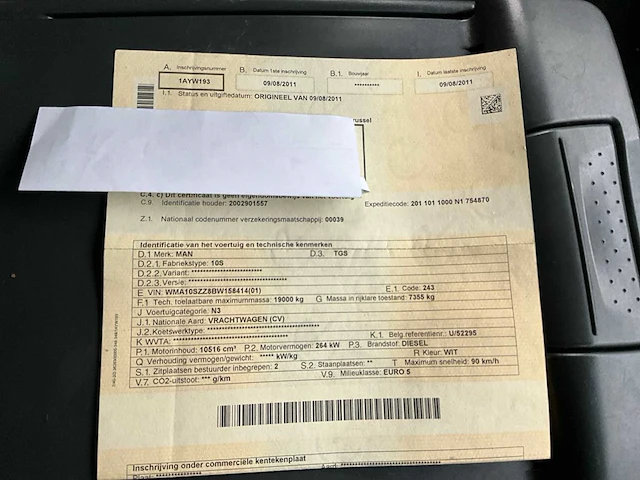 A. Inschrijvingsnummer B. Datum 1ste inschrijving B.1. Bouwjaar I. Datum laatste inschrijving
1AYW193 09/08/2011 ********** 09/08/2011
I.1. Status en uitgiftedatum: ORIGINEEL VAN 09/08/2011
russel
C.4. c) Dit certificaat is geen eigendomsbewijs van het voertuig
C.9. Identificatie houder: 2002901557 Expeditiecode: 201 101 1000 N1 754870
Z.1. Nationaal codenummer verzekeringsmaatschappij: 00039
Identificatie van het voertuig en technische kenmerken
D.1 Merk: MAN D.3. TGS
D.2.1. Fabriekstype: 10S
D.2.2. Variant: ************************
D.2.3. Versie: ************************
E VIN: WMA10SZZ8BW158414(01) E.1. Code: 243
F.1 Tech. toelaatbare maximummassa: 19000 kg G Massa in rijklare toestand: 7355 kg
J Voertuigcategorie: N3
J.1. Nationale Aard: VRACHTWAGEN (CV)
J.2. Koetswerktype: ************************
K WVTA: ************************ K.1. Belg.referentienr.: U/52295
P.1. Motorinhoud: 10516 cm³ P.2. Motorvermogen: 264 kW P.3. Brandstof: DIESEL
Q Verhouding vermogen/gewicht: ***** kW/kg R Kleur: WIT
S.1. Zitplaatsen bestuurder inbegrepen: 2 S.2 Staanplaatsen: ** T Maximum snelheid: 90 km/h
V.7. CO2-uitstoot: *** g/km V.9. Milieuklasse: EURO 5
Inschrijving onder commerciële kentekenplaat